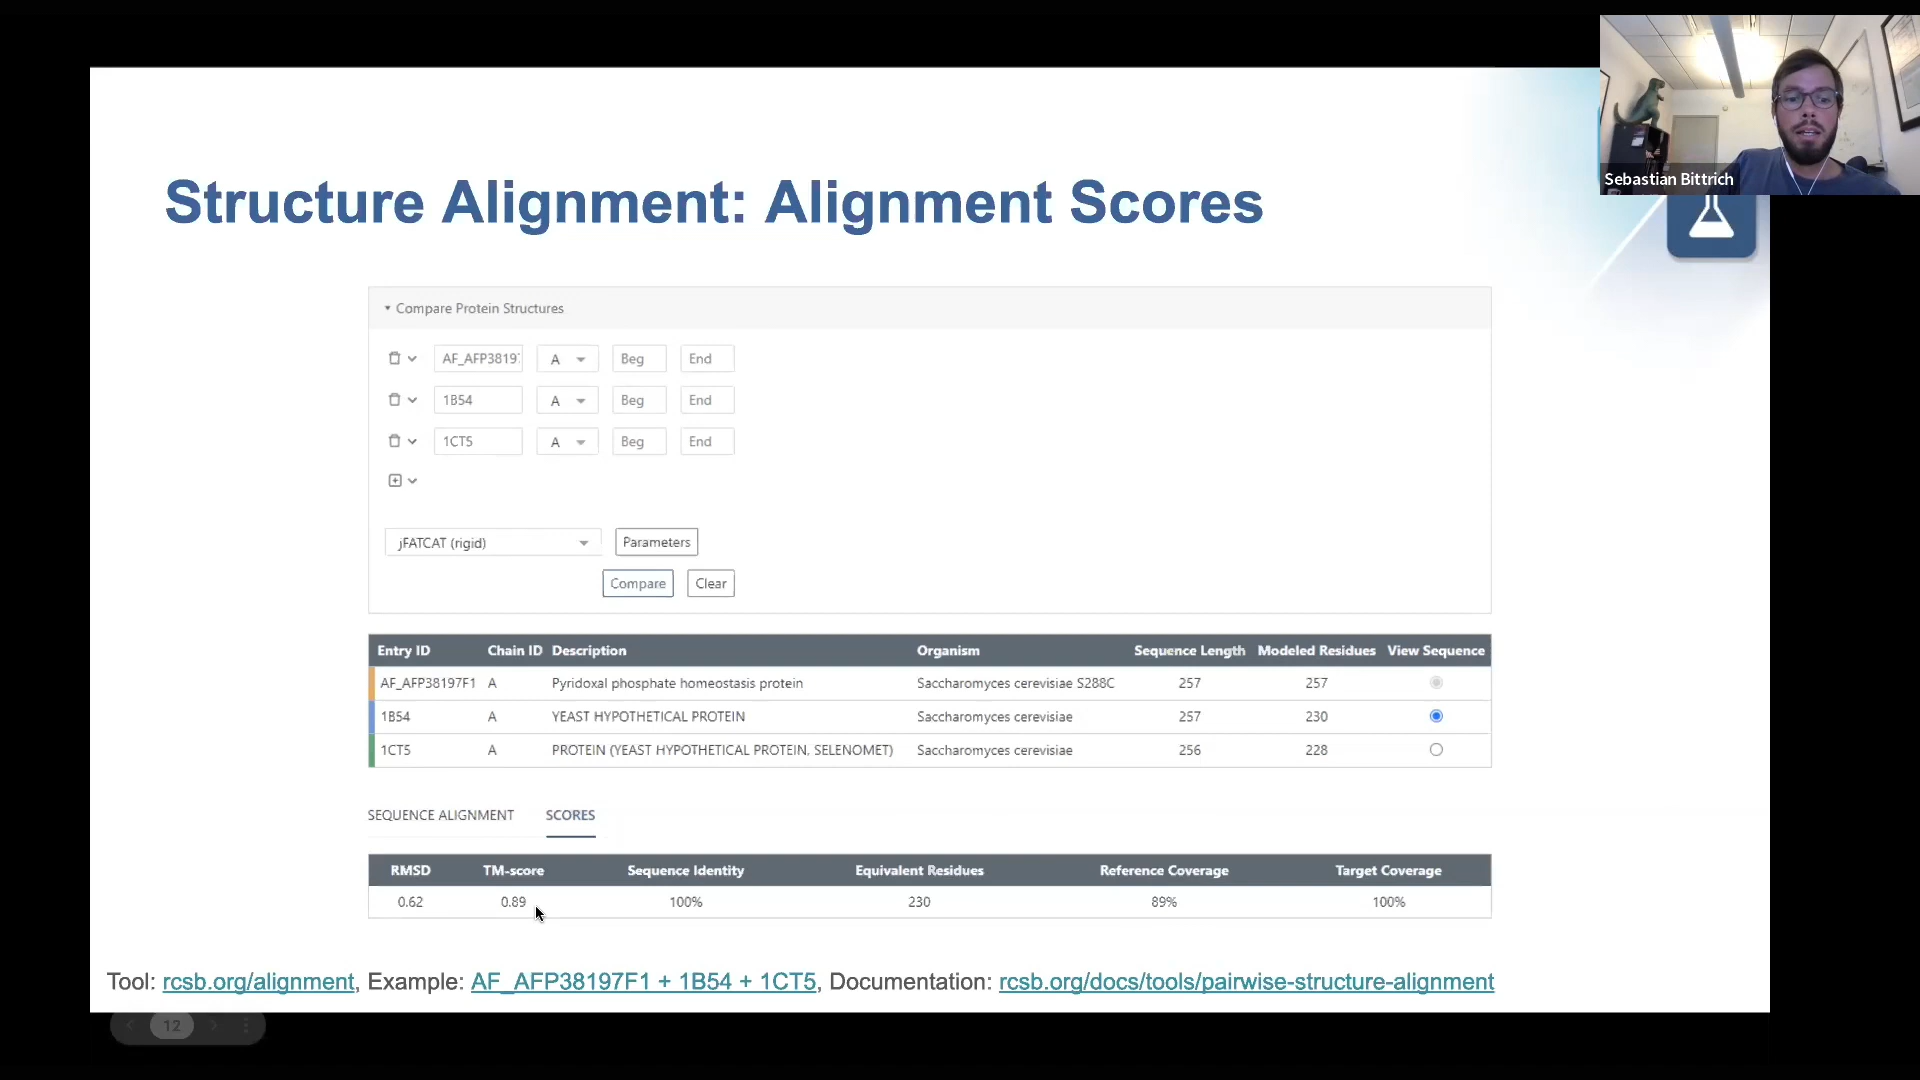 Sebastian Bittrich
Structure Alignment: Alignment Scores
Compare Protein Structures
AF_AFP38197 A Beg End
1B54 A Beg End
1CT5 A Beg End
jFATCAT (rigid) Parameters
Compare Clear
Entry ID Chain ID Description Organism Sequence Length Modeled Residues View Sequence
AF_AFP38197F1 A Pyridoxal phosphate homeostasis protein Saccharomyces cerevisiae S288C 257 257
1B54 A YEAST HYPOTHETICAL PROTEIN Saccharomyces cerevisiae 257 230
1CT5 A PROTEIN (YEAST HYPOTHETICAL PROTEIN, SELENOMET) Saccharomyces cerevisiae 256 228
SEQUENCE ALIGNMENT SCORES
RMSD TM-score Sequence Identity Equivalent Residues Reference Coverage Target Coverage
0.62 0.89 100% 230 89% 100%
Tool: rcsb.org/alignment, Example: AF_AFP38197F1 + 1B54 + 1CT5, Documentation: rcsb.org/docs/tools/pairwise-structure-alignment
12